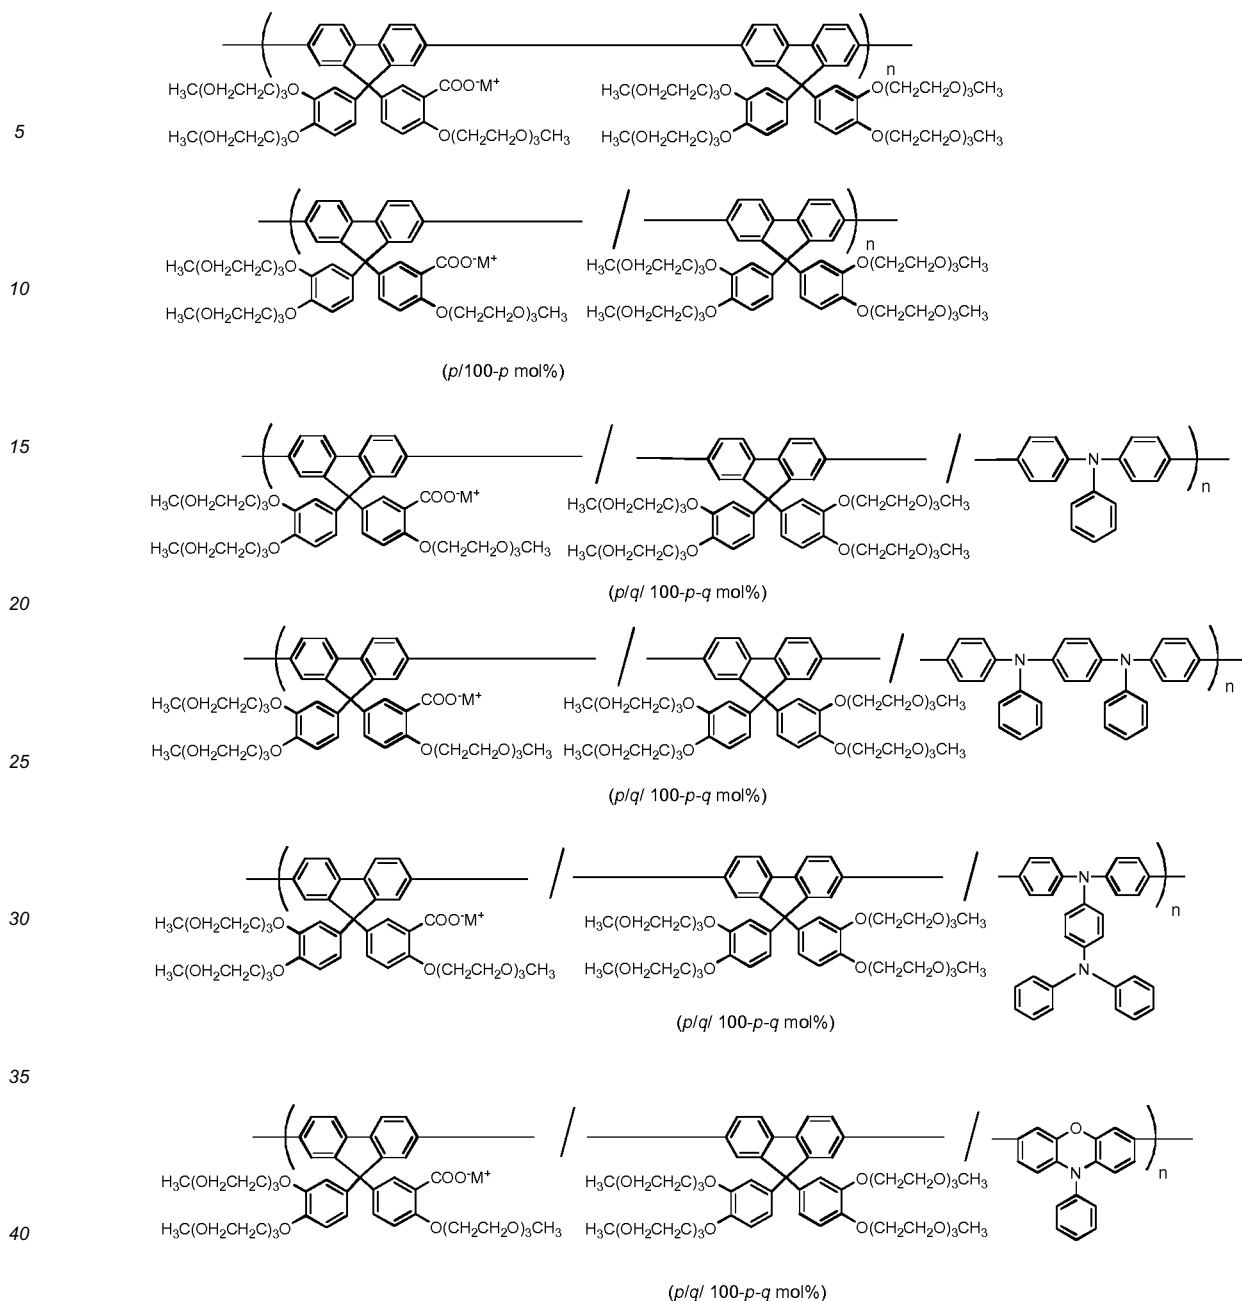 n
H₃C(OH₂CH₂C)₃O COO⁻M⁺ H₃C(OH₂CH₂C)₃O O(CH₂CH₂O)₃CH₃
5
H₃C(OH₂CH₂C)₃O O(CH₂CH₂O)₃CH₃ H₃C(OH₂CH₂C)₃O O(CH₂CH₂O)₃CH₃
/ n
H₃C(OH₂CH₂C)₃O COO⁻M⁺ H₃C(OH₂CH₂C)₃O O(CH₂CH₂O)₃CH₃
10
H₃C(OH₂CH₂C)₃O O(CH₂CH₂O)₃CH₃ H₃C(OH₂CH₂C)₃O O(CH₂CH₂O)₃CH₃
(p/100-p mol%)
15
/ / N n
H₃C(OH₂CH₂C)₃O COO⁻M⁺ H₃C(OH₂CH₂C)₃O O(CH₂CH₂O)₃CH₃
H₃C(OH₂CH₂C)₃O O(CH₂CH₂O)₃CH₃ H₃C(OH₂CH₂C)₃O O(CH₂CH₂O)₃CH₃
(p/q/ 100-p-q mol%)
20
/ / N N n
H₃C(OH₂CH₂C)₃O COO⁻M⁺ H₃C(OH₂CH₂C)₃O O(CH₂CH₂O)₃CH₃
H₃C(OH₂CH₂C)₃O O(CH₂CH₂O)₃CH₃ H₃C(OH₂CH₂C)₃O O(CH₂CH₂O)₃CH₃
25
(p/q/ 100-p-q mol%)
/ / N n
30
H₃C(OH₂CH₂C)₃O COO⁻M⁺ H₃C(OH₂CH₂C)₃O O(CH₂CH₂O)₃CH₃
H₃C(OH₂CH₂C)₃O O(CH₂CH₂O)₃CH₃ H₃C(OH₂CH₂C)₃O O(CH₂CH₂O)₃CH₃ N
(p/q/ 100-p-q mol%)
35
/ / O n
H₃C(OH₂CH₂C)₃O COO⁻M⁺ H₃C(OH₂CH₂C)₃O O(CH₂CH₂O)₃CH₃ N
H₃C(OH₂CH₂C)₃O O(CH₂CH₂O)₃CH₃ H₃C(OH₂CH₂C)₃O O(CH₂CH₂O)₃CH₃
40
(p/q/ 100-p-q mol%)